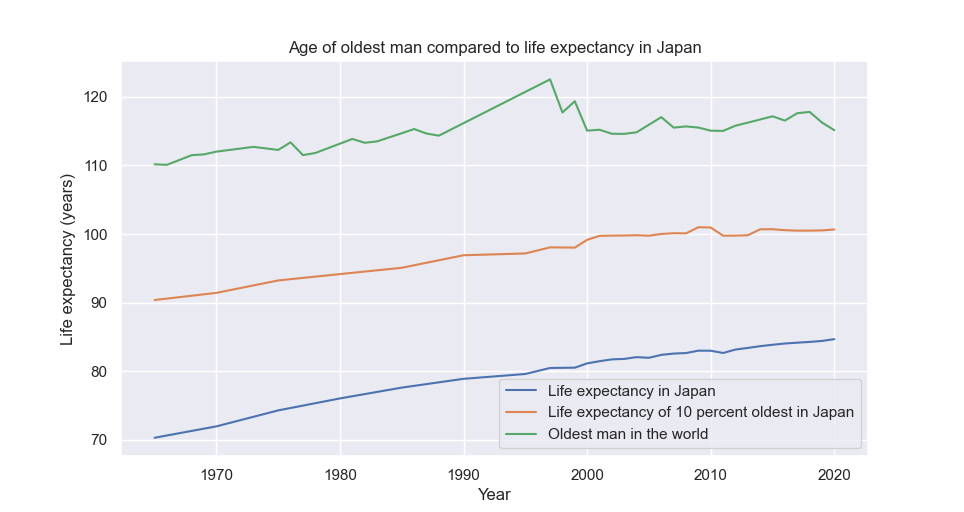 Age of oldest man compared to life expectancy in Japan
120
110
100
90
80
70
Life expectancy (years)
Life expectancy in Japan
Life expectancy of 10 percent oldest in Japan
Oldest man in the world
1970 1980 1990 2000 2010 2020
Year